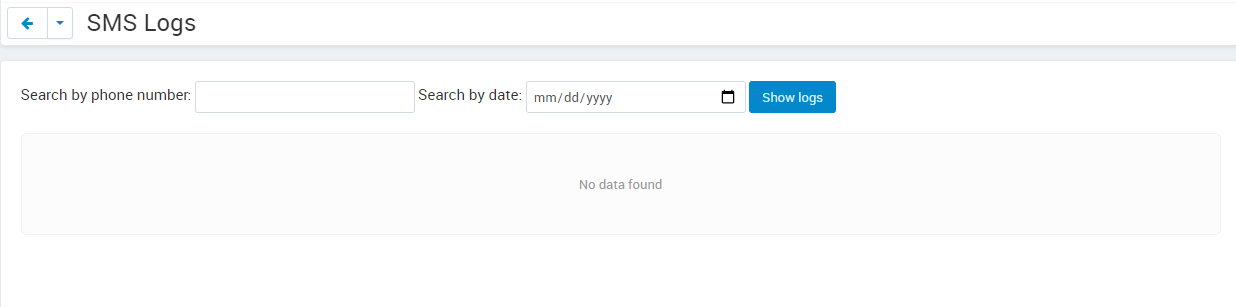 SMS Logs
Search by phone number: Search by date: mm/dd/yyyy Show logs
No data found